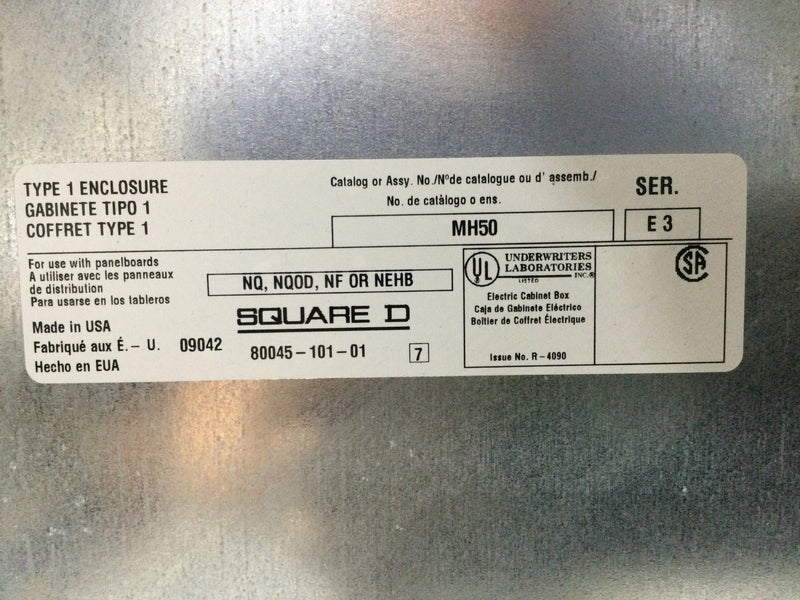 TYPE 1 ENCLOSURE
GABINETE TIPO 1
COFFRET TYPE 1
Catalog or Assy. No./N°de catalogue ou d' assemb./
No. de catàlogo o ens.
MH50
SER.
E 3
For use with panelboards
A utiliser avec les panneaux
de distribution
Para usarse en los tableros
NQ, NQOD, NF OR NEHB
Made in USA
Fabriqué aux É.- U.
Hecho en EUA
09042
SQUARE D
80045-101-01
7
UL
UNDERWRITERS
LABORATORIES
INC.®
LISTED
Electric Cabinet Box
Caja de Gabinete Eléctrico
Boîtier de Coffret Électrique
Issue No. R-4090
SA